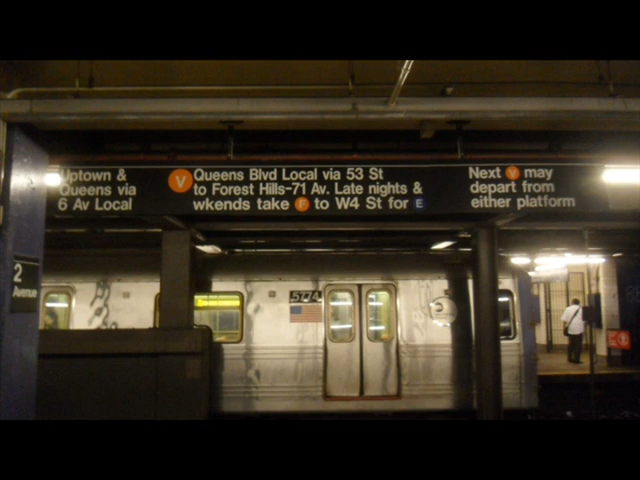 Uptown &
Queens via
6 Av Local
V Queens Blvd Local via 53 St
to Forest Hills-71 Av. Late nights &
wkends take F to W4 St for E
Next V may
depart from
either platform
2
Avenue
5774